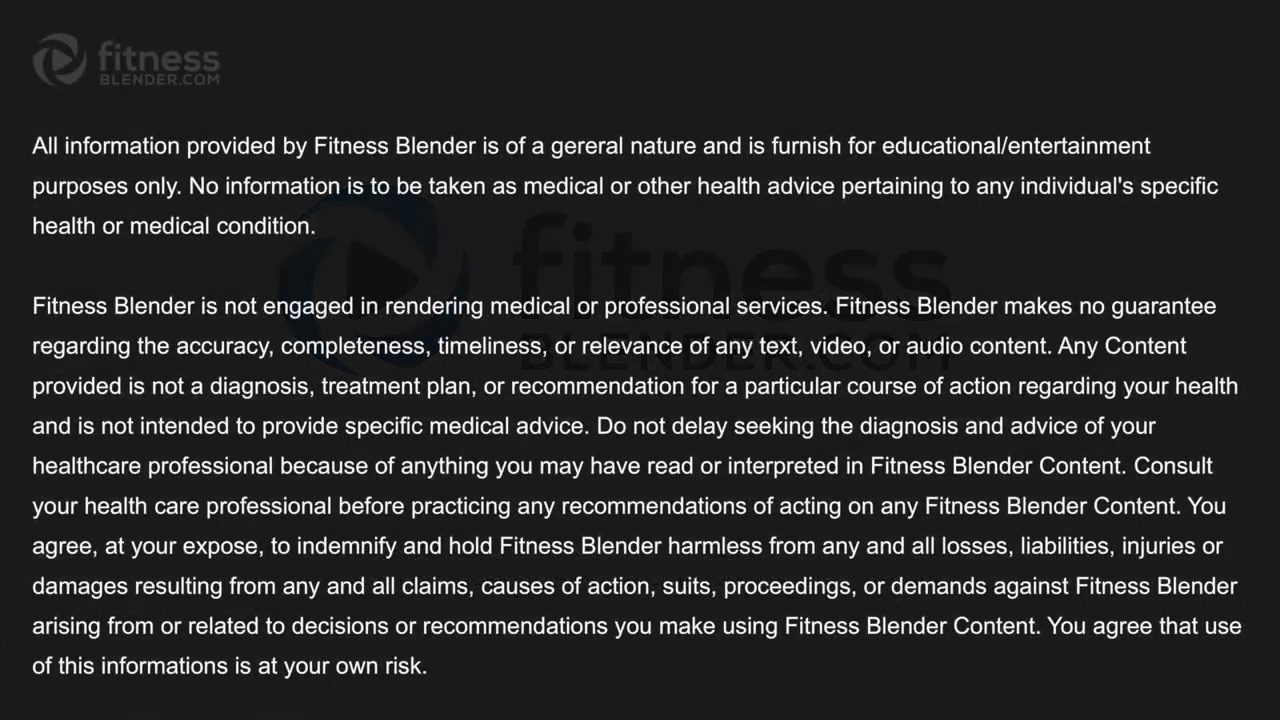 fitness
BLENDER.COM
All information provided by Fitness Blender is of a gereral nature and is furnish for educational/entertainment
purposes only. No information is to be taken as medical or other health advice pertaining to any individual's specific
health or medical condition.
fitness
BLENDER.COM
Fitness Blender is not engaged in rendering medical or professional services. Fitness Blender makes no guarantee
regarding the accuracy, completeness, timeliness, or relevance of any text, video, or audio content. Any Content
provided is not a diagnosis, treatment plan, or recommendation for a particular course of action regarding your health
and is not intended to provide specific medical advice. Do not delay seeking the diagnosis and advice of your
healthcare professional because of anything you may have read or interpreted in Fitness Blender Content. Consult
your health care professional before practicing any recommendations of acting on any Fitness Blender Content. You
agree, at your expose, to indemnify and hold Fitness Blender harmless from any and all losses, liabilities, injuries or
damages resulting from any and all claims, causes of action, suits, proceedings, or demands against Fitness Blender
arising from or related to decisions or recommendations you make using Fitness Blender Content. You agree that use
of this informations is at your own risk.